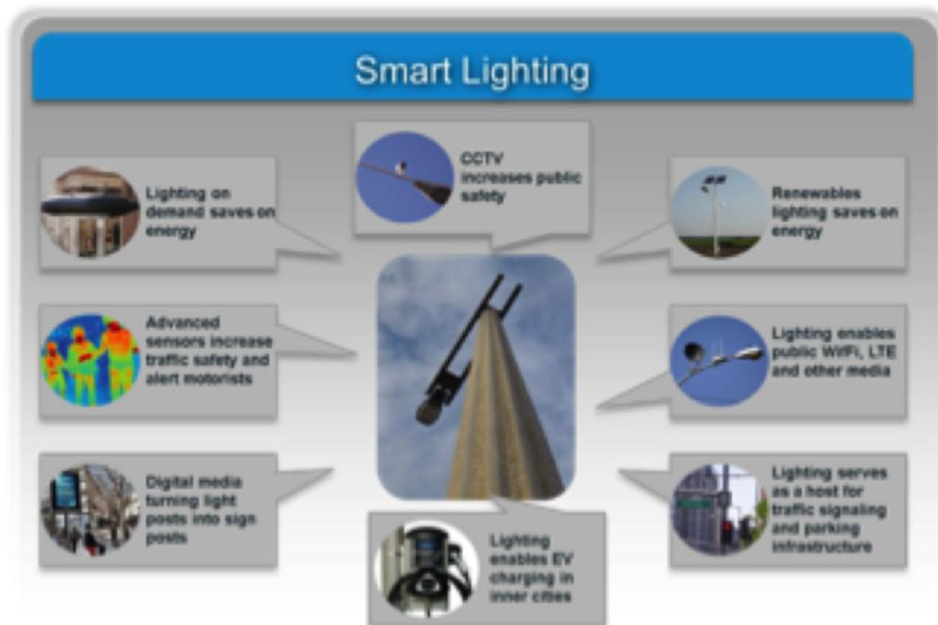 Smart Lighting
CCTV
increases public
safety
Lighting on
demand saves on
energy
Renewables
lighting saves on
energy
Advanced
sensors increase
traffic safety and
alert motorists
Lighting enables
public WifFi, LTE
and other media
Digital media
turning light
posts into sign
posts
Lighting serves
as a host for
traffic signaling
and parking
infrastructure
Lighting
enables EV
charging in
inner cities